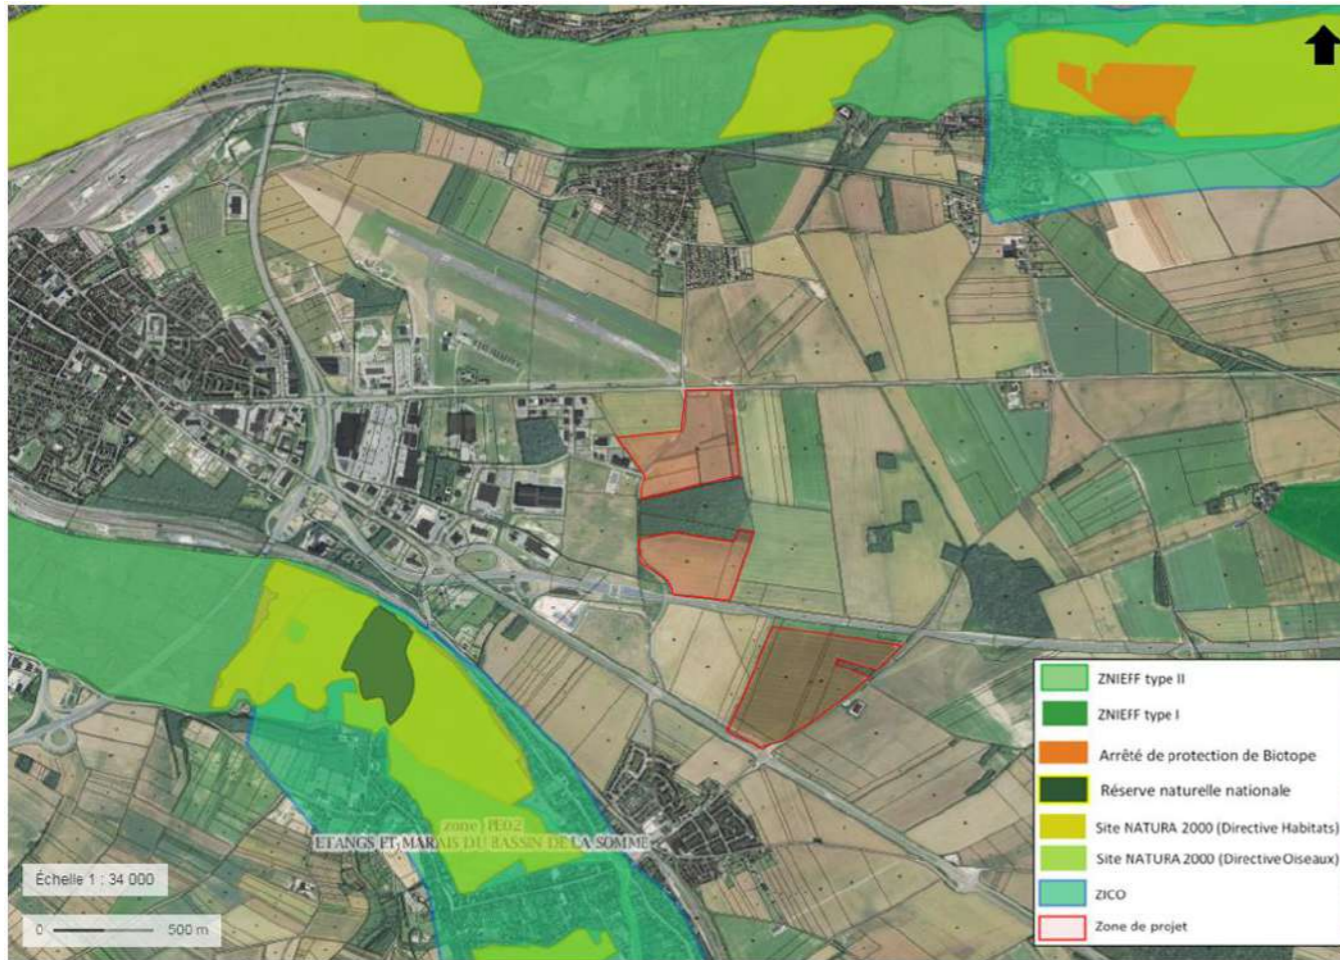 zone PE02
ETANGS ET MARAIS DU BASSIN DE LA SOMME
Échelle 1 : 34 000
0 500 m
ZNIEFF type II
ZNIEFF type I
Arrêté de protection de Biotope
Réserve naturelle nationale
Site NATURA 2000 (Directive Habitats)
Site NATURA 2000 (Directive Oiseaux)
ZICO
Zone de projet